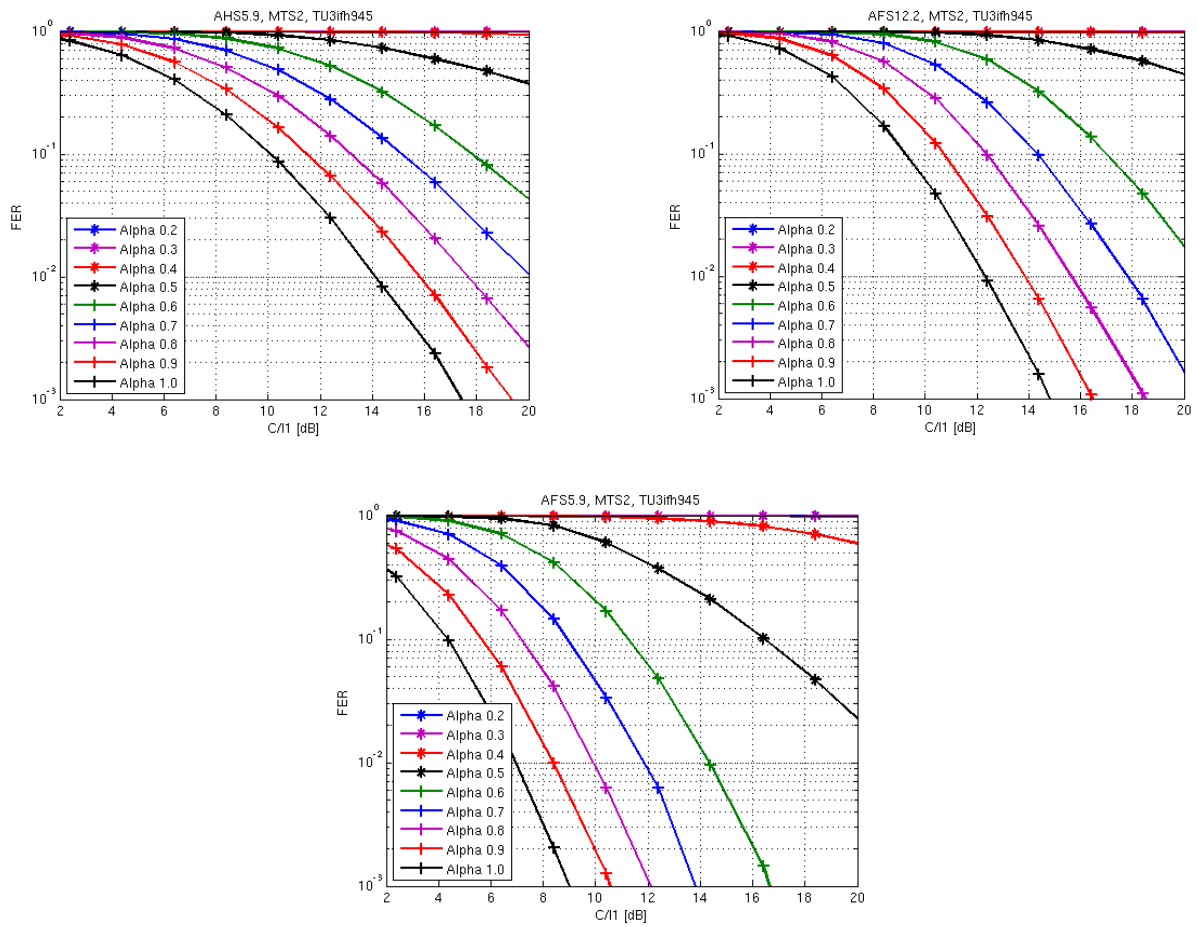 AHS5.9, MTS2, TU3ifh945
10^0
10^-1
10^-2
10^-3
FER
Alpha 0.2
Alpha 0.3
Alpha 0.4
Alpha 0.5
Alpha 0.6
Alpha 0.7
Alpha 0.8
Alpha 0.9
Alpha 1.0
2 4 6 8 10 12 14 16 18 20
C/I1 [dB]
AFS12.2, MTS2, TU3ifh945
10^0
10^-1
10^-2
10^-3
FER
Alpha 0.2
Alpha 0.3
Alpha 0.4
Alpha 0.5
Alpha 0.6
Alpha 0.7
Alpha 0.8
Alpha 0.9
Alpha 1.0
2 4 6 8 10 12 14 16 18 20
C/I1 [dB]
AFS5.9, MTS2, TU3ifh945
10^0
10^-1
10^-2
10^-3
FER
Alpha 0.2
Alpha 0.3
Alpha 0.4
Alpha 0.5
Alpha 0.6
Alpha 0.7
Alpha 0.8
Alpha 0.9
Alpha 1.0
2 4 6 8 10 12 14 16 18 20
C/I1 [dB]